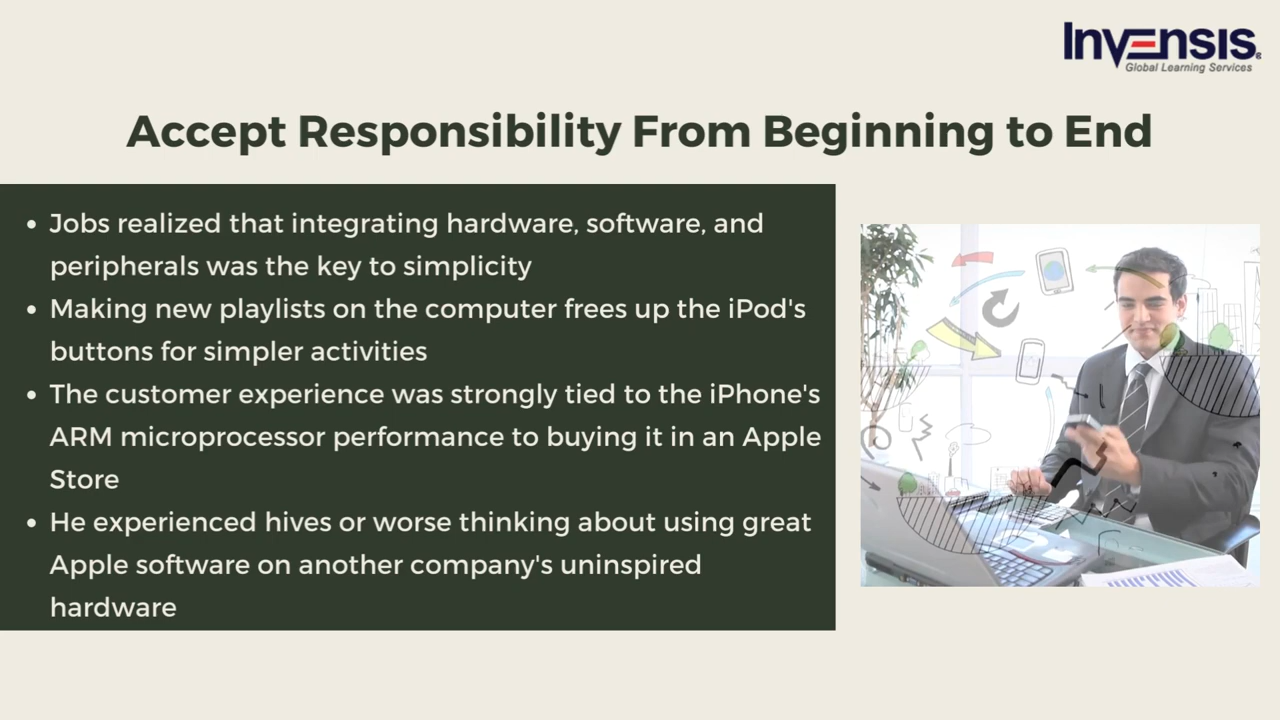 Invensis
Global Learning Services
Accept Responsibility From Beginning to End
• Jobs realized that integrating hardware, software, and
peripherals was the key to simplicity
• Making new playlists on the computer frees up the iPod's
buttons for simpler activities
• The customer experience was strongly tied to the iPhone's
ARM microprocessor performance to buying it in an Apple
Store
• He experienced hives or worse thinking about using great
Apple software on another company's uninspired
hardware